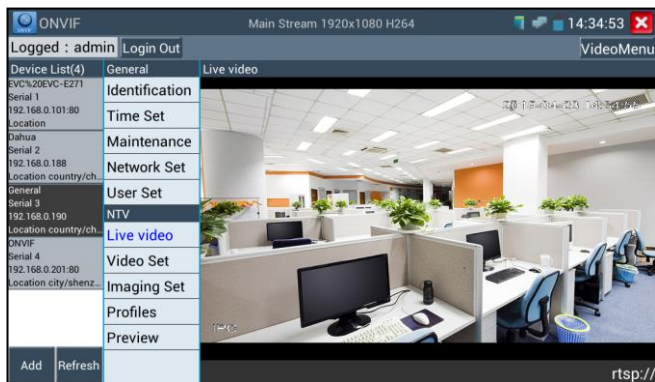 ONVIF
Main Stream 1920x1080 H264
14:34:53
Logged : admin
Login Out
VideoMenu
Device List(4)
General
Live video
EVC%20EVC-E271
Serial 1
192.168.0.101:80
Location
Dahua
Serial 2
192.168.0.188
Location country/ch...
General
Serial 3
192.168.0.190
Location country/ch...
ONVIF
Serial 4
192.168.0.201:80
Location city/shenz...
Identification
Time Set
Maintenance
Network Set
User Set
NTV
Live video
Video Set
Imaging Set
Profiles
Preview
IPC
Add
Refresh
rtsp://